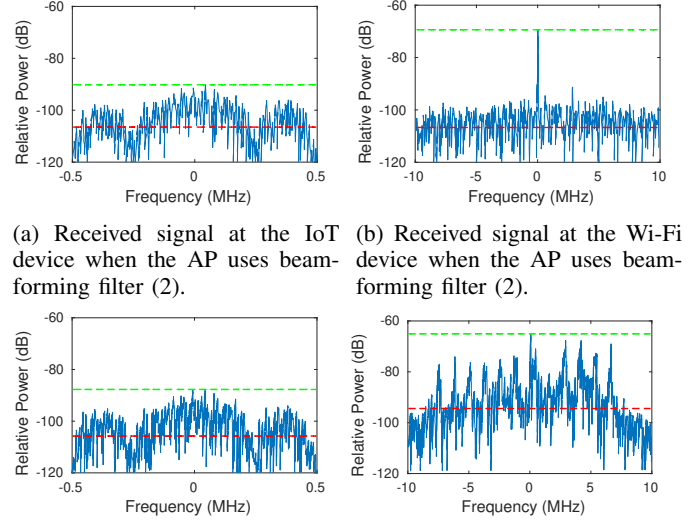 -60
-80
-100
-120
Relative Power (dB)
-0.5 0 0.5
Frequency (MHz)
-60
-80
-100
-120
Relative Power (dB)
-10 -5 0 5 10
Frequency (MHz)
(a) Received signal at the IoT
device when the AP uses beam-
forming filter (2).
(b) Received signal at the Wi-Fi
device when the AP uses beam-
forming filter (2).
-60
-80
-100
-120
Relative Power (dB)
-0.5 0 0.5
Frequency (MHz)
-60
-80
-100
-120
Relative Power (dB)
-10 -5 0 5 10
Frequency (MHz)